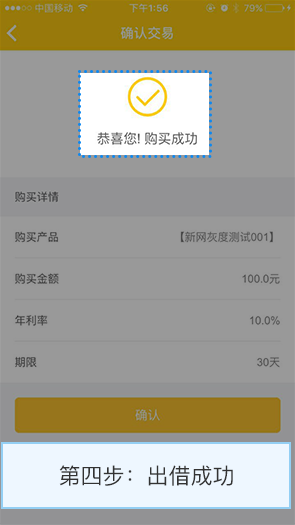 中国移动 下午1:56 79%
确认交易
恭喜您! 购买成功
购买详情
购买产品 【新网灰度测试001】
购买金额 100.0元
年利率 10.0%
期限 30天
确认
第四步：出借成功